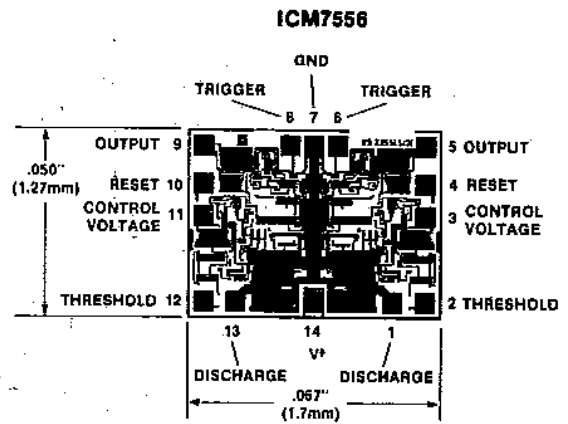 ICM7556
GND
TRIGGER TRIGGER
8 7 6
OUTPUT 9 5 OUTPUT
.050"
(1.27mm)
RESET 10 4 RESET
CONTROL VOLTAGE 11 3 CONTROL VOLTAGE
THRESHOLD 12 2 THRESHOLD
13 14 1
V+
DISCHARGE DISCHARGE
.067"
(1.7mm)